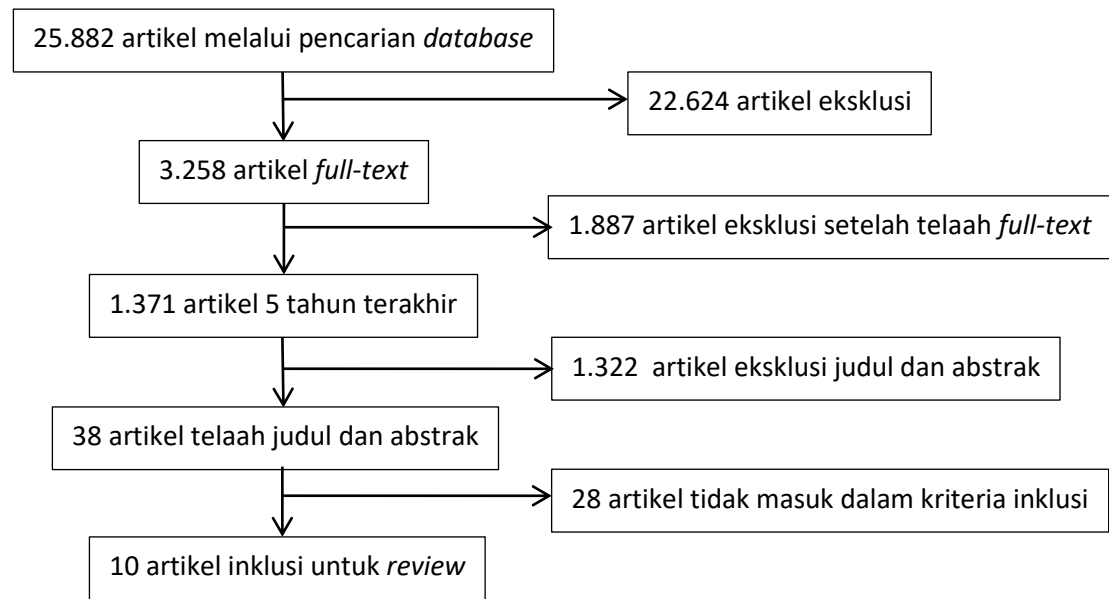 25.882 artikel melalui pencarian database
22.624 artikel eksklusi
3.258 artikel full-text
1.887 artikel eksklusi setelah telaah full-text
1.371 artikel 5 tahun terakhir
1.322 artikel eksklusi judul dan abstrak
38 artikel telaah judul dan abstrak
28 artikel tidak masuk dalam kriteria inklusi
10 artikel inklusi untuk review